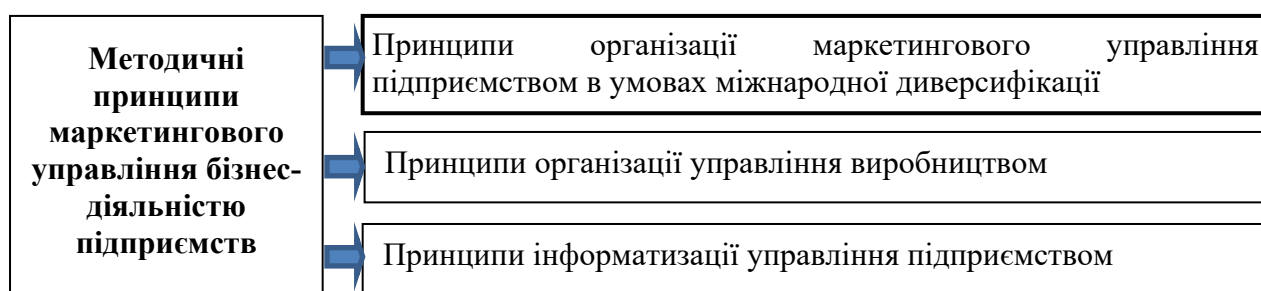 Методичні
принципи
маркетингового
управління бізнес-
діяльністю
підприємств
Принципи організації маркетингового управління
підприємством в умовах міжнародної диверсифікації
Принципи організації управління виробництвом
Принципи інформатизації управління підприємством